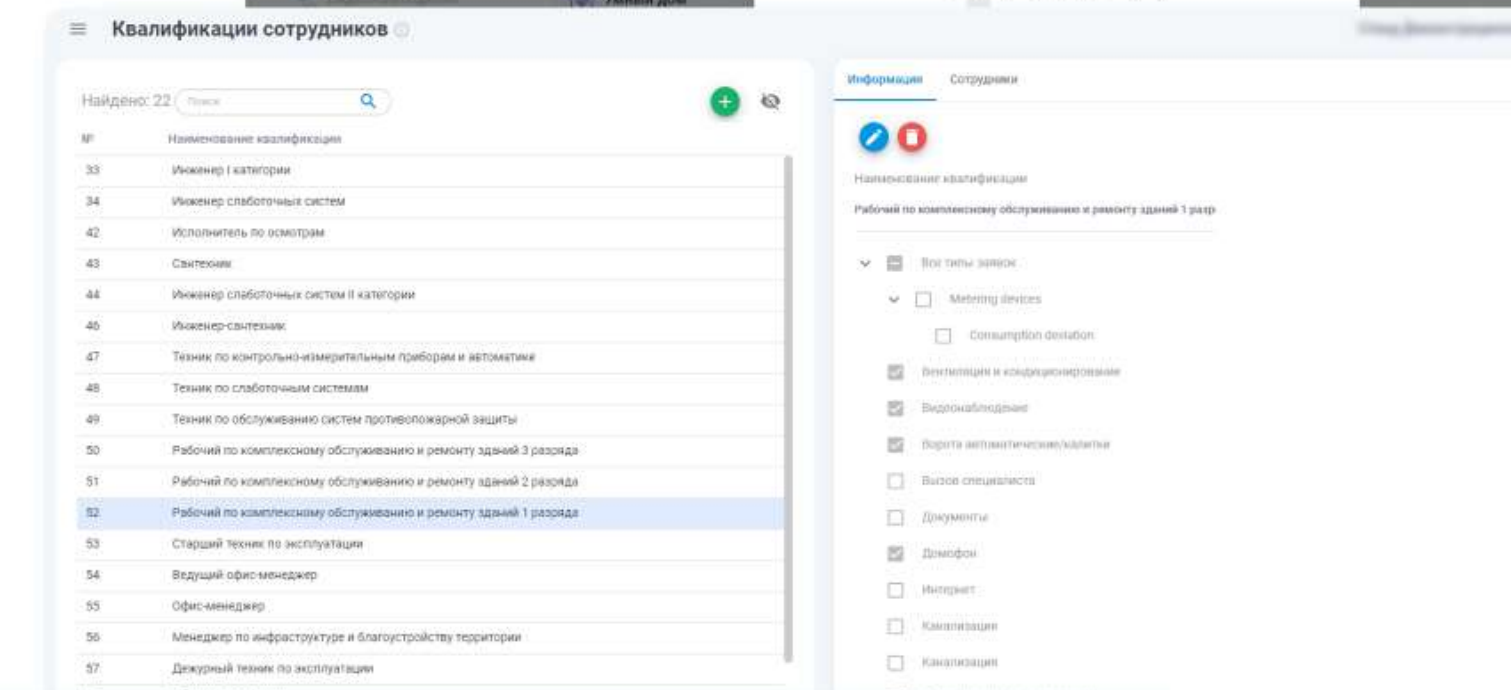 Умный дом
Квалификации сотрудников
Найдено: 22
Поиск
№ Наименование квалификации
33 Инженер I категории
34 Инженер слаботочных систем
42 Исполнитель по осмотрам
43 Сантехник
44 Инженер слаботочных систем II категории
46 Инженер-сантехник
47 Техник по контрольно-измерительным приборам и автоматике
48 Техник по слаботочным системам
49 Техник по обслуживанию систем противопожарной защиты
50 Рабочий по комплексному обслуживанию и ремонту зданий 3 разряда
51 Рабочий по комплексному обслуживанию и ремонту зданий 2 разряда
52 Рабочий по комплексному обслуживанию и ремонту зданий 1 разряда
53 Старший техник по эксплуатации
54 Ведущий офис-менеджер
55 Офис-менеджер
56 Менеджер по инфраструктуре и благоустройству территории
57 Дежурный техник по эксплуатации
Информация Сотрудники
Наименование квалификации
Рабочий по комплексному обслуживанию и ремонту зданий 1 разр
Все типы заявок
Metering devices
Consumption deviation
Вентиляция и кондиционирование
Видеонаблюдение
Ворота автоматические/калитки
Вызов специалиста
Документы
Домофон
Интернет
Канализация
Канализация